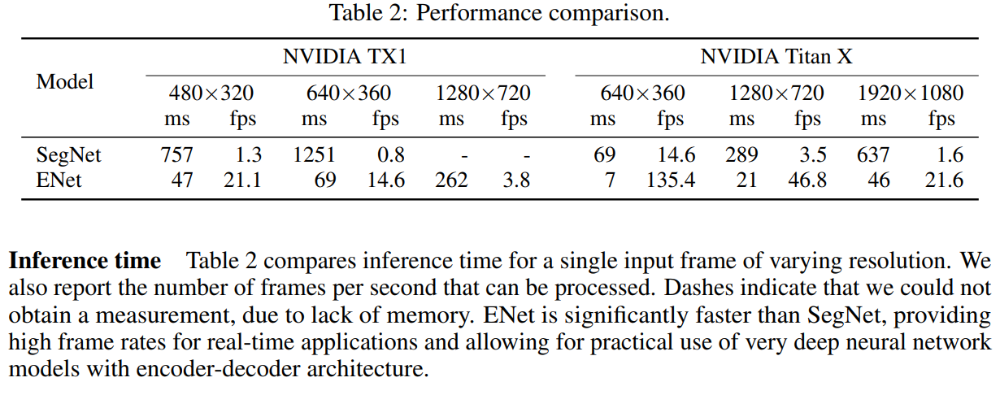 Table 2: Performance comparison.
Model NVIDIA TX1 NVIDIA Titan X
480×320 640×360 1280×720 640×360 1280×720 1920×1080
ms fps ms fps ms fps ms fps ms fps ms fps
SegNet 757 1.3 1251 0.8 - - 69 14.6 289 3.5 637 1.6
ENet 47 21.1 69 14.6 262 3.8 7 135.4 21 46.8 46 21.6
Inference time Table 2 compares inference time for a single input frame of varying resolution. We
also report the number of frames per second that can be processed. Dashes indicate that we could not
obtain a measurement, due to lack of memory. ENet is significantly faster than SegNet, providing
high frame rates for real-time applications and allowing for practical use of very deep neural network
models with encoder-decoder architecture.